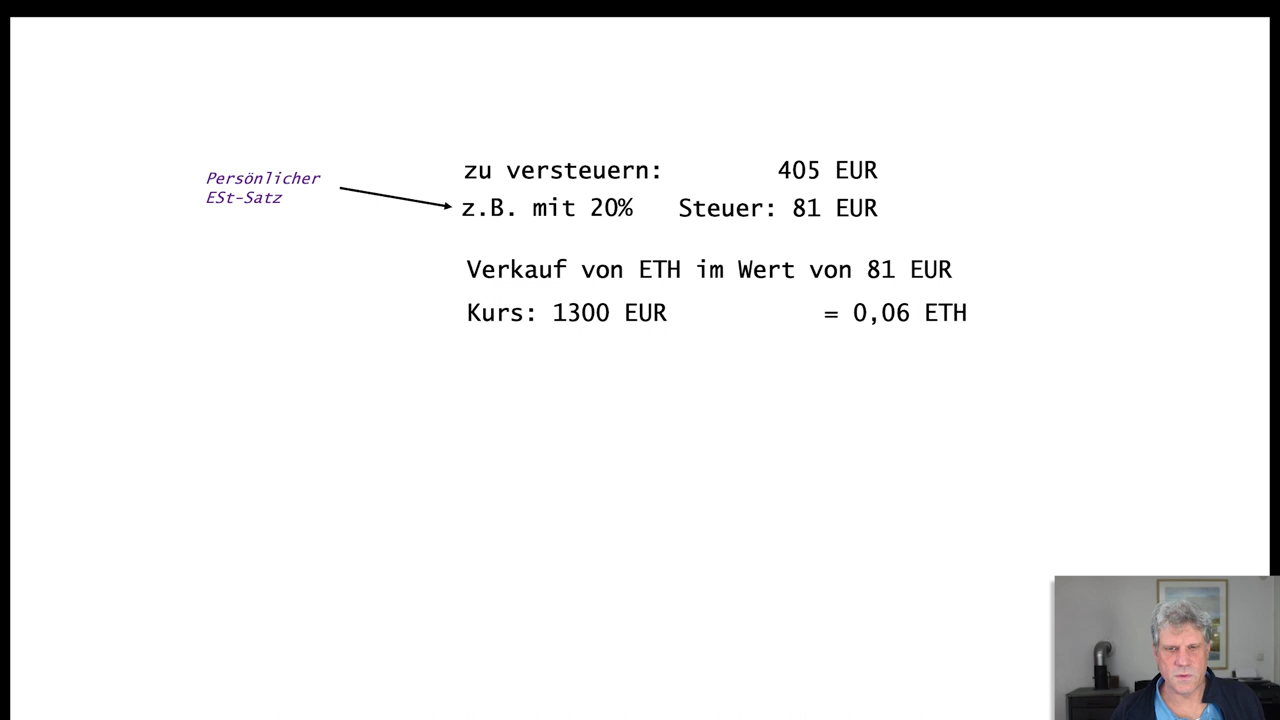 Persönlicher
ESt-Satz
zu versteuern: 405 EUR
z.B. mit 20% Steuer: 81 EUR
Verkauf von ETH im Wert von 81 EUR
Kurs: 1300 EUR = 0,06 ETH